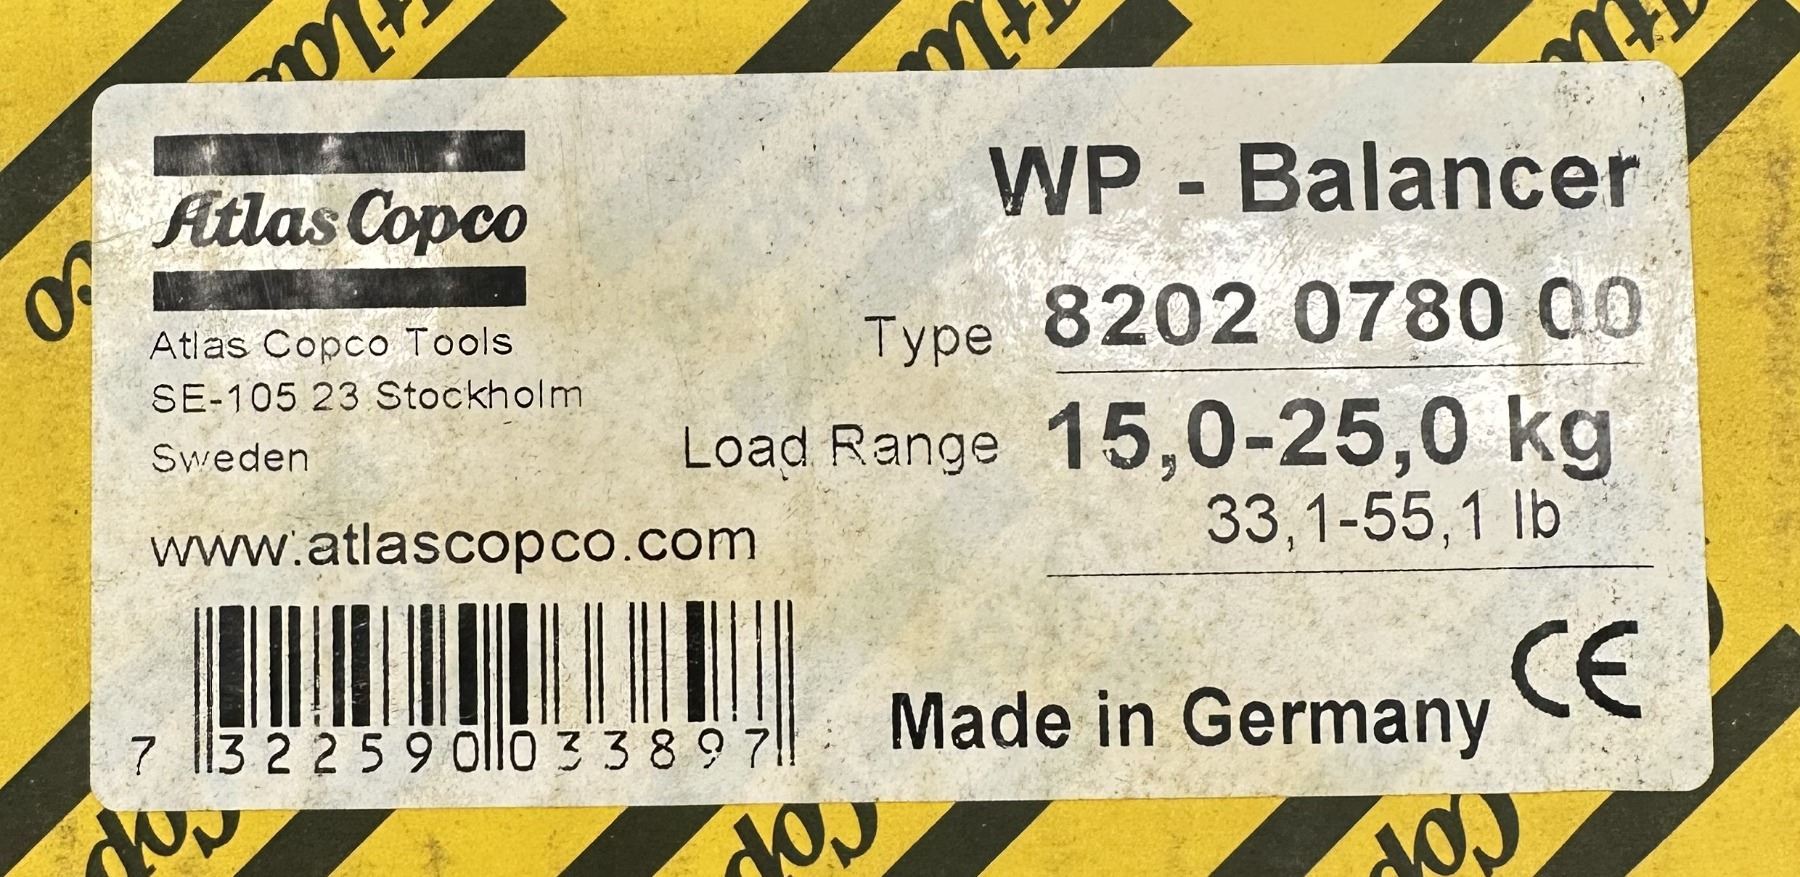 Atlas Copco
Atlas Copco Tools
SE-105 23 Stockholm
Sweden
www.atlascopco.com
7 322590 033897
WP - Balancer
Type 8202 0780 00
Load Range 15,0-25,0 kg
33,1-55,1 lb
Made in Germany CE